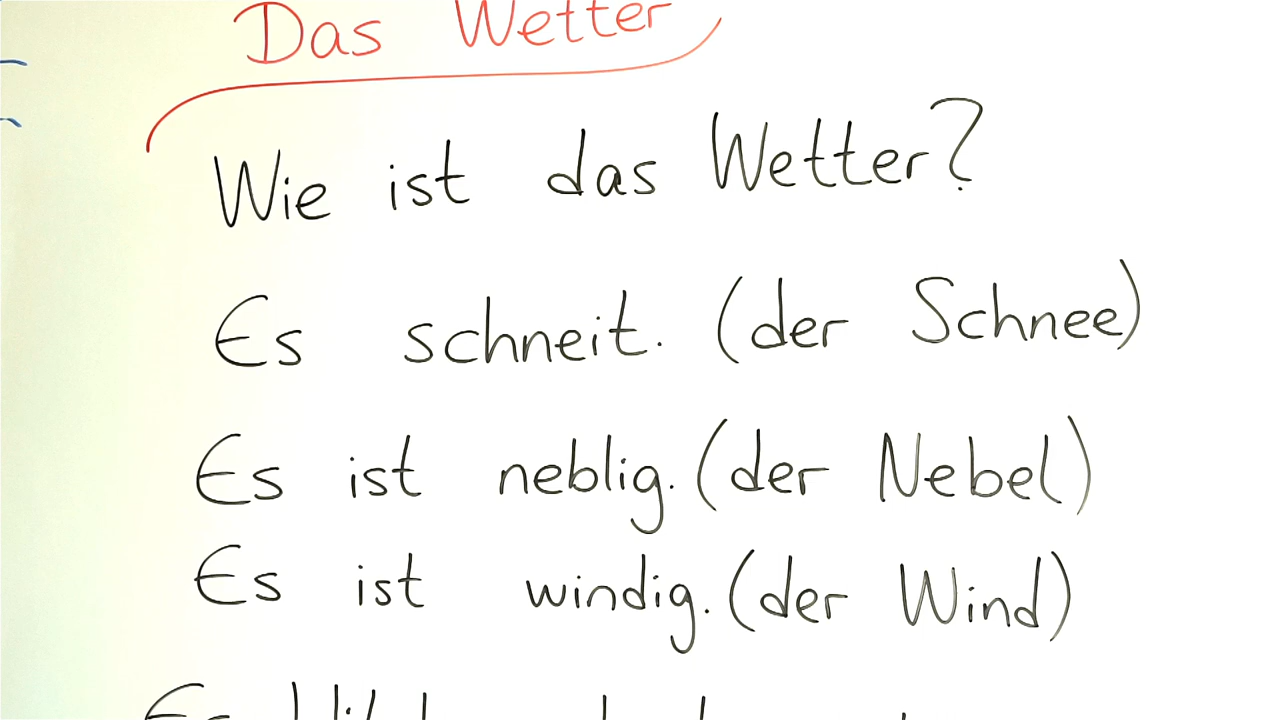 Das Wetter
Wie ist das Wetter?
Es schneit. (der Schnee)
Es ist neblig. (der Nebel)
Es ist windig. (der Wind)
Es